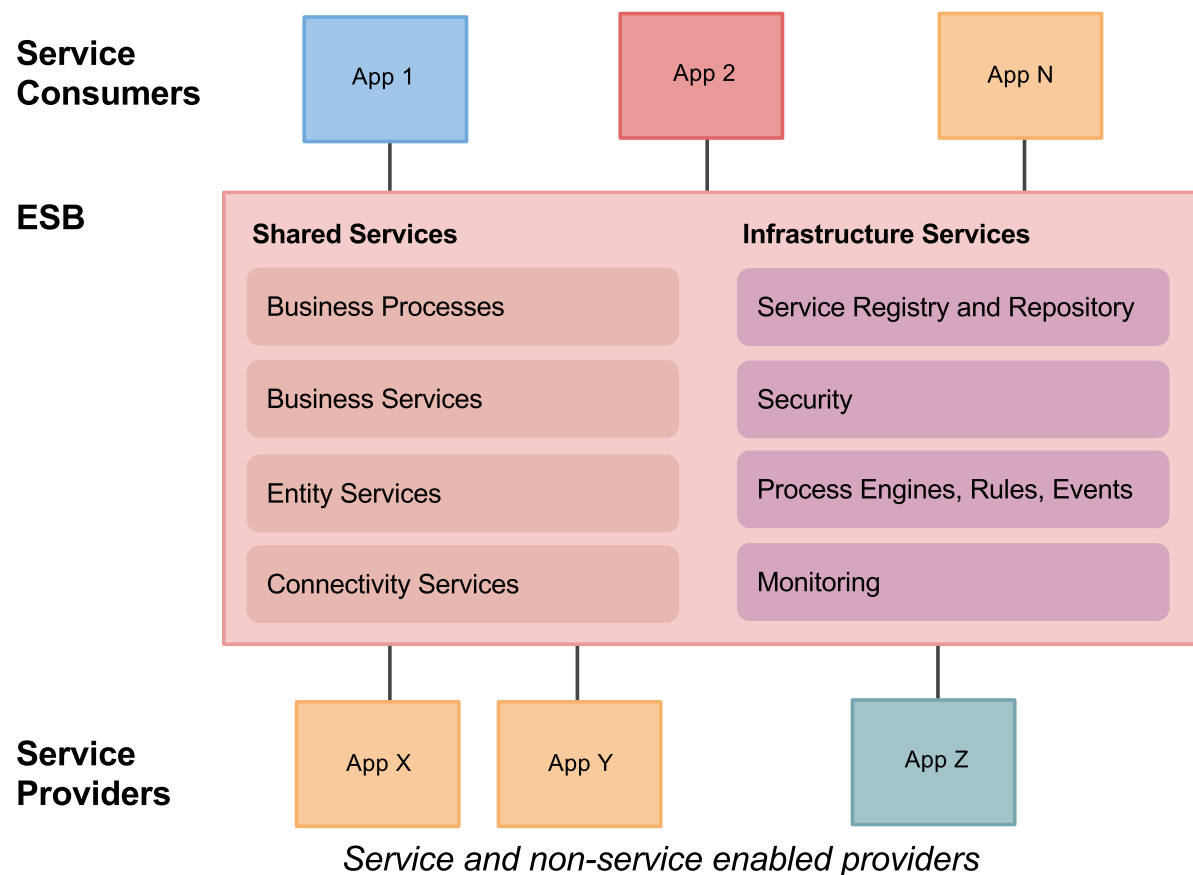 Service
Consumers
App 1
App 2
App N
ESB
Shared Services
Infrastructure Services
Business Processes
Service Registry and Repository
Business Services
Security
Entity Services
Process Engines, Rules, Events
Connectivity Services
Monitoring
Service
Providers
App X
App Y
App Z
Service and non-service enabled providers